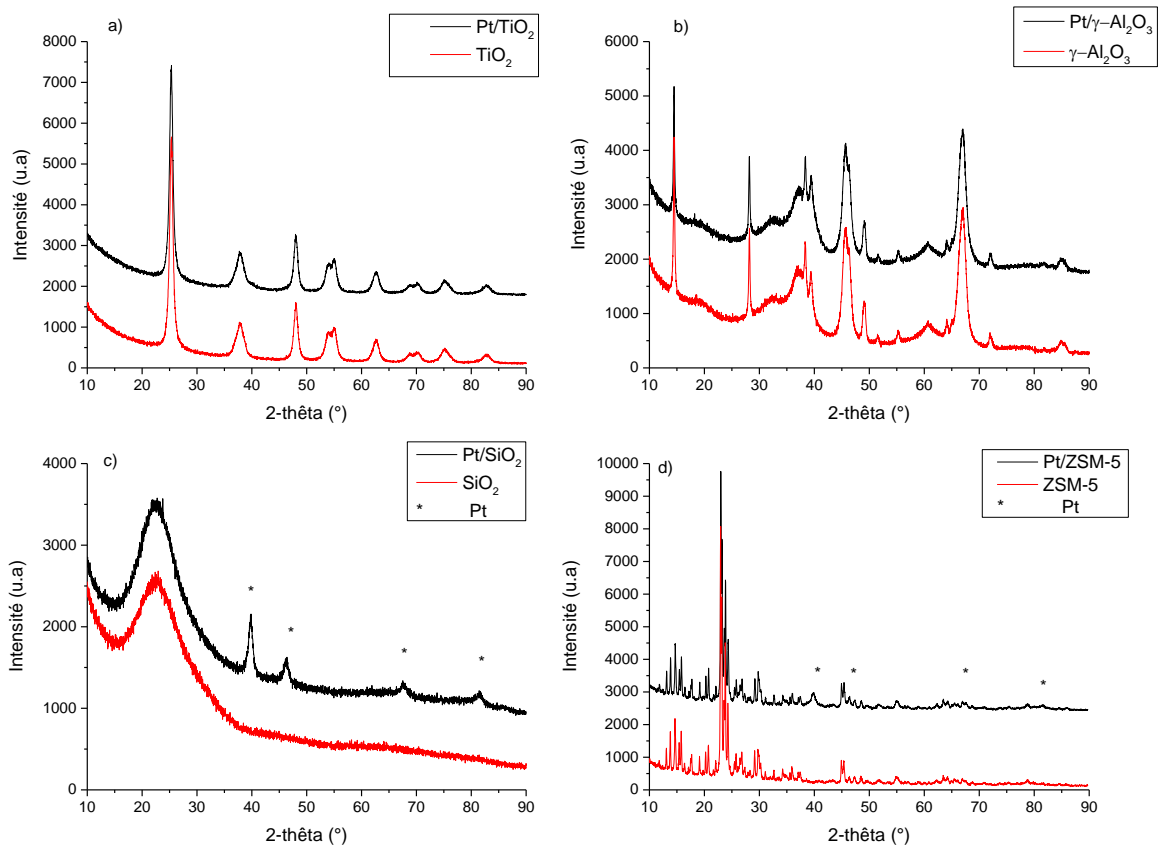 a)
Pt/TiO₂
TiO₂
Intensité (u.a)
8000
7000
6000
5000
4000
3000
2000
1000
0
10 20 30 40 50 60 70 80 90
2-thêta (°)
b)
Pt/γ−Al₂O₃
γ−Al₂O₃
Intensité (u.a)
6000
5000
4000
3000
2000
1000
0
10 20 30 40 50 60 70 80 90
2-thêta (°)
c)
Pt/SiO₂
SiO₂
* Pt
Intensité (u.a)
4000
3000
2000
1000
0
* * * *
10 20 30 40 50 60 70 80 90
2-thêta (°)
d)
Pt/ZSM-5
ZSM-5
* Pt
Intensité (u.a)
10000
9000
8000
7000
6000
5000
4000
3000
2000
1000
0
* * * *
10 20 30 40 50 60 70 80 90
2-thêta (°)